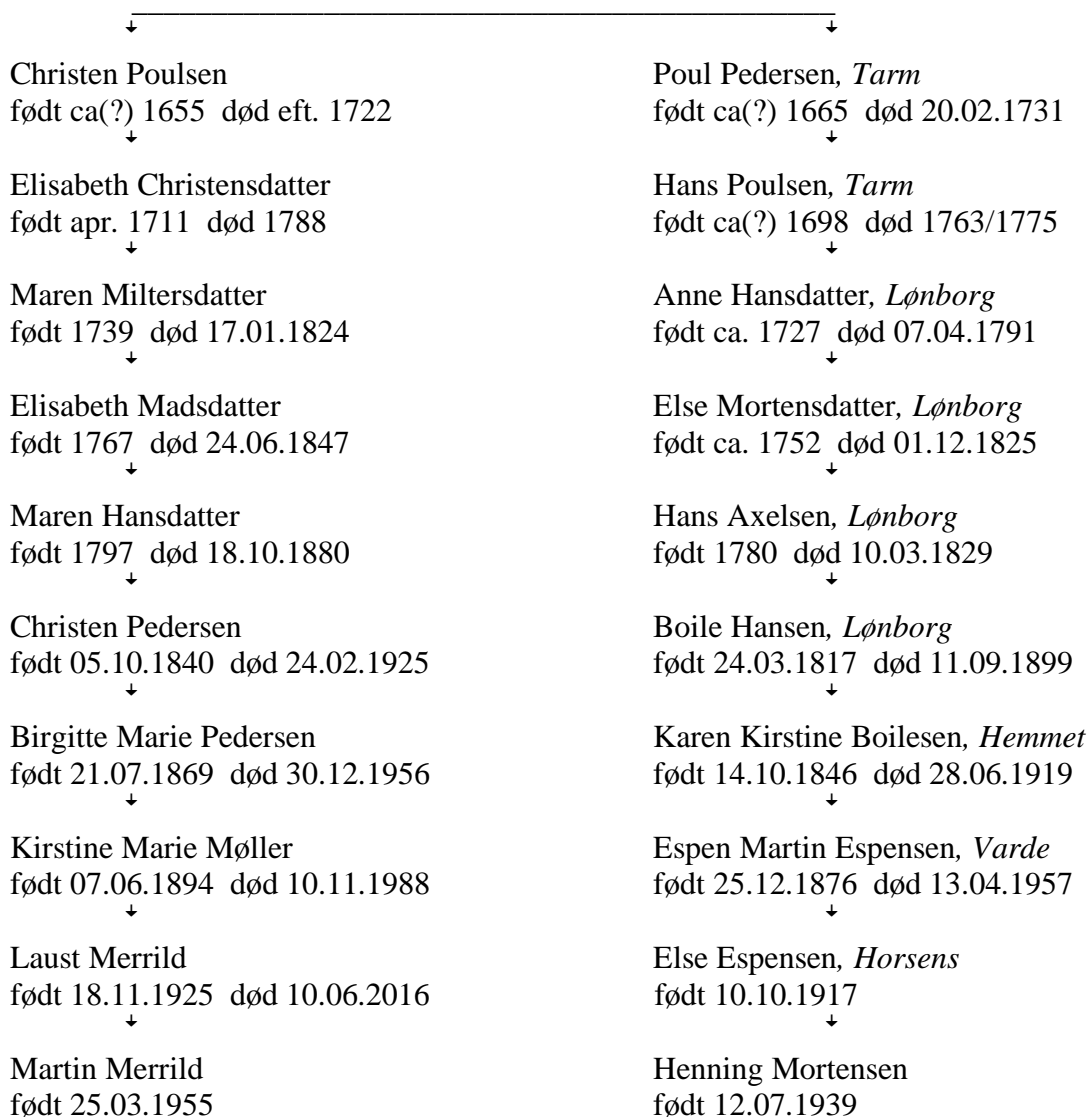 Christen Poulsen
født ca(?) 1655  død eft. 1722
Elisabeth Christensdatter
født apr. 1711  død 1788
Maren Miltersdatter
født 1739  død 17.01.1824
Elisabeth Madsdatter
født 1767  død 24.06.1847
Maren Hansdatter
født 1797  død 18.10.1880
Christen Pedersen
født 05.10.1840  død 24.02.1925
Birgitte Marie Pedersen
født 21.07.1869  død 30.12.1956
Kirstine Marie Møller
født 07.06.1894  død 10.11.1988
Laust Merrild
født 18.11.1925  død 10.06.2016
Martin Merrild
født 25.03.1955
Poul Pedersen, Tarm
født ca(?) 1665  død 20.02.1731
Hans Poulsen, Tarm
født ca(?) 1698  død 1763/1775
Anne Hansdatter, Lønborg
født ca. 1727  død 07.04.1791
Else Mortensdatter, Lønborg
født ca. 1752  død 01.12.1825
Hans Axelsen, Lønborg
født 1780  død 10.03.1829
Boile Hansen, Lønborg
født 24.03.1817  død 11.09.1899
Karen Kirstine Boilesen, Hemmet
født 14.10.1846  død 28.06.1919
Espen Martin Espensen, Varde
født 25.12.1876  død 13.04.1957
Else Espensen, Horsens
født 10.10.1917
Henning Mortensen
født 12.07.1939